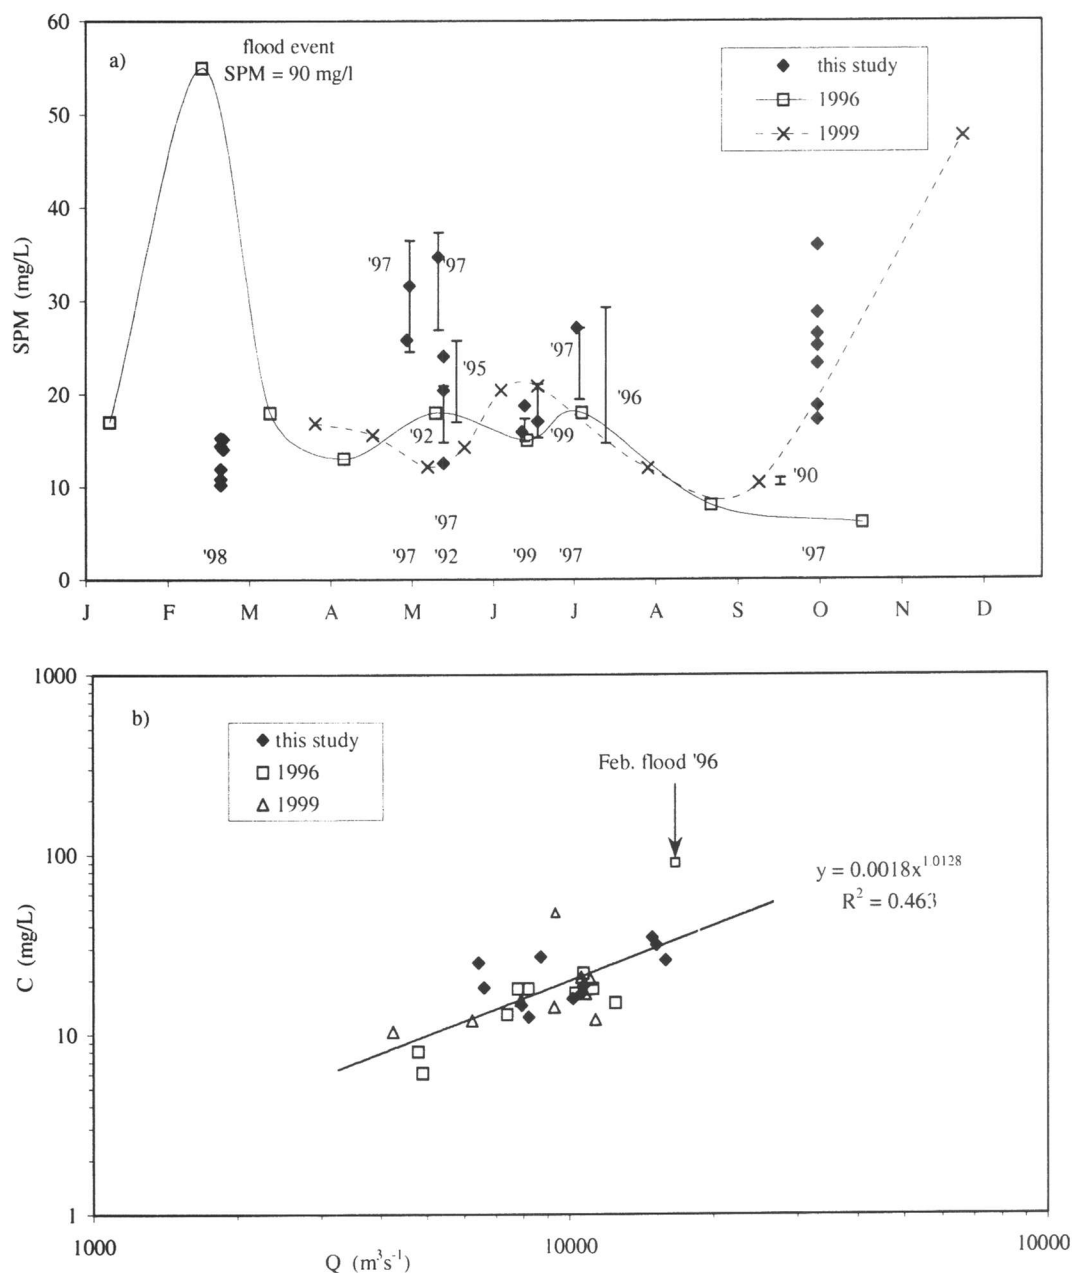 flood event
SPM = 90 mg/l
a)
this study
1996
1999
SPM (mg/L)
60
50
40
30
20
10
0
'97
'97
'95
'92
'99
'97
'96
'90
'97
'98
'97
'92
'99
'97
'97
J F M A M J J A S O N D
b)
this study
1996
1999
Feb. flood '96
y = 0.0018x^1.0128
R² = 0.463
C (mg/L)
1000
100
10
1
1000
10000
10000
Q (m³s⁻¹)